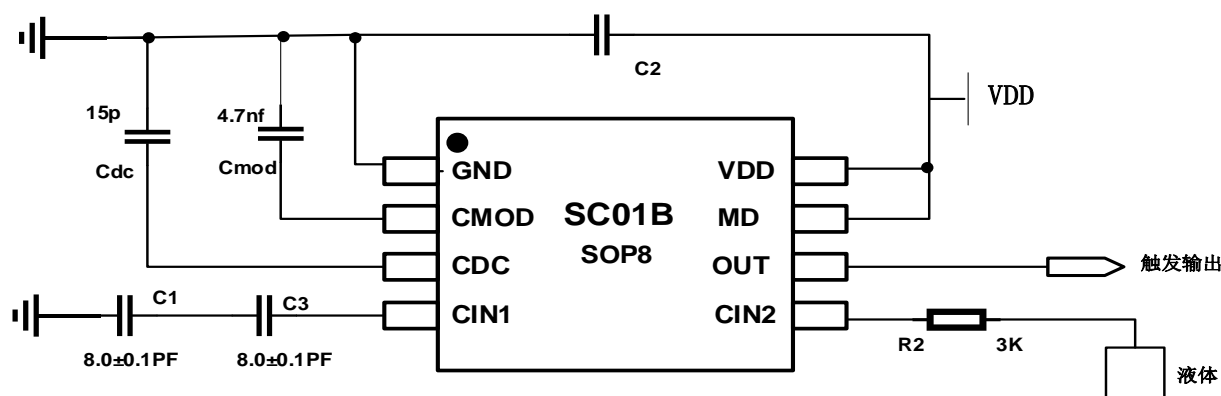 C2
VDD
15p
4.7nf
Cdc
Cmod
GND
VDD
CMOD
SC01B
MD
SOP8
CDC
OUT
触发输出
C1
C3
CIN1
CIN2
8.0±0.1PF
8.0±0.1PF
R2
3K
液体